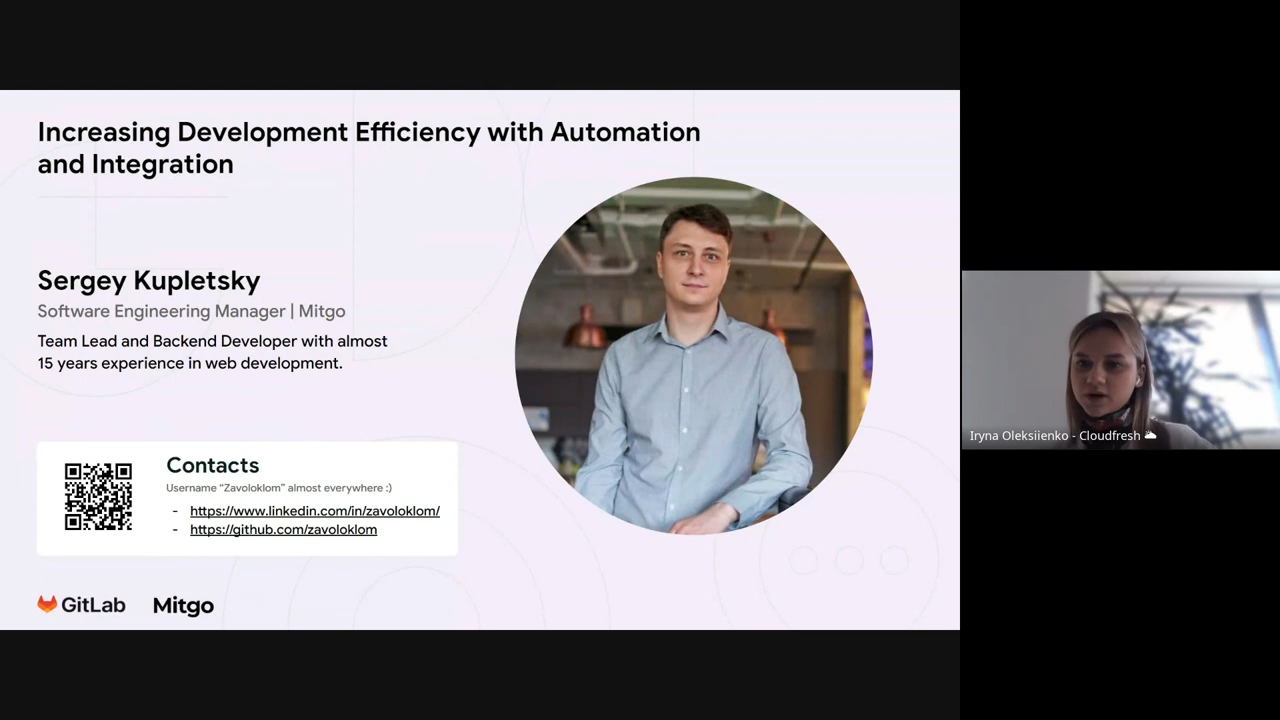 Increasing Development Efficiency with Automation
and Integration
Sergey Kupletsky
Software Engineering Manager | Mitgo
Team Lead and Backend Developer with almost
15 years experience in web development.
Contacts
Username “Zavoloklom” almost everywhere :)
- https://www.linkedin.com/in/zavoloklom/
- https://github.com/zavoloklom
GitLab Mitgo
Iryna Oleksiienko - Cloudfresh 🌥️